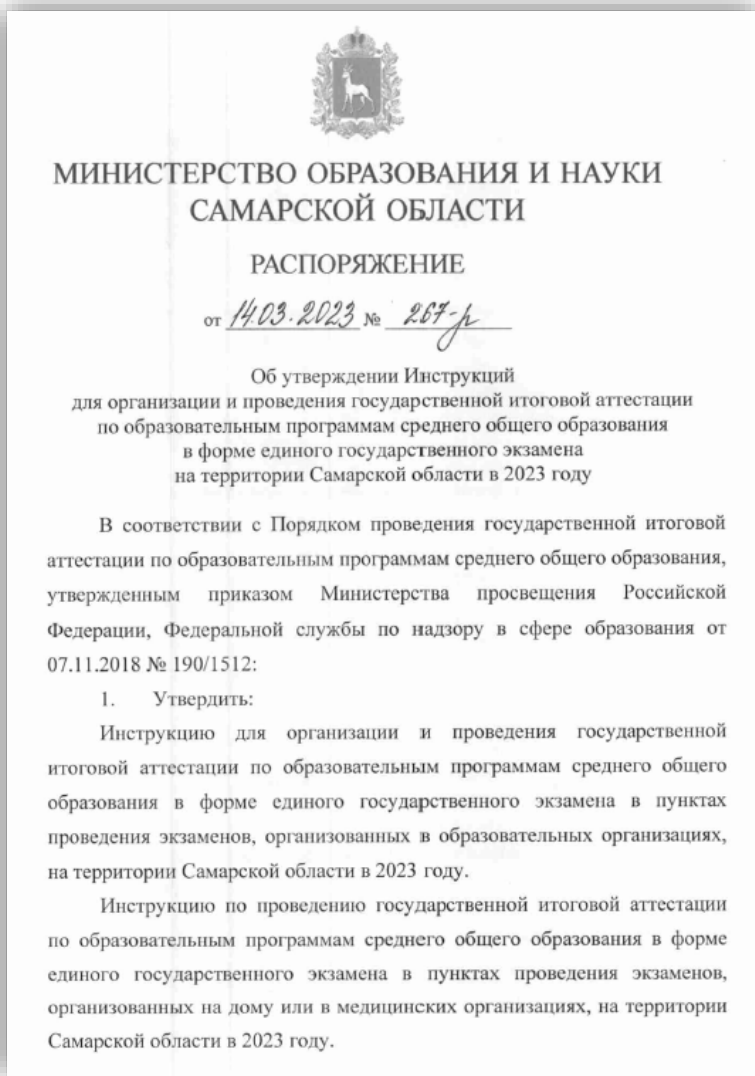 МИНИСТЕРСТВО ОБРАЗОВАНИЯ И НАУКИ
САМАРСКОЙ ОБЛАСТИ
РАСПОРЯЖЕНИЕ
от 14.03.2023 № 267-р
Об утверждении Инструкций
для организации и проведения государственной итоговой аттестации
по образовательным программам среднего общего образования
в форме единого государственного экзамена
на территории Самарской области в 2023 году
В соответствии с Порядком проведения государственной итоговой
аттестации по образовательным программам среднего общего образования,
утвержденным приказом Министерства просвещения Российской
Федерации, Федеральной службы по надзору в сфере образования от
07.11.2018 № 190/1512:
1. Утвердить:
Инструкцию для организации и проведения государственной
итоговой аттестации по образовательным программам среднего общего
образования в форме единого государственного экзамена в пунктах
проведения экзаменов, организованных в образовательных организациях,
на территории Самарской области в 2023 году.
Инструкцию по проведению государственной итоговой аттестации
по образовательным программам среднего общего образования в форме
единого государственного экзамена в пунктах проведения экзаменов,
организованных на дому или в медицинских организациях, на территории
Самарской области в 2023 году.